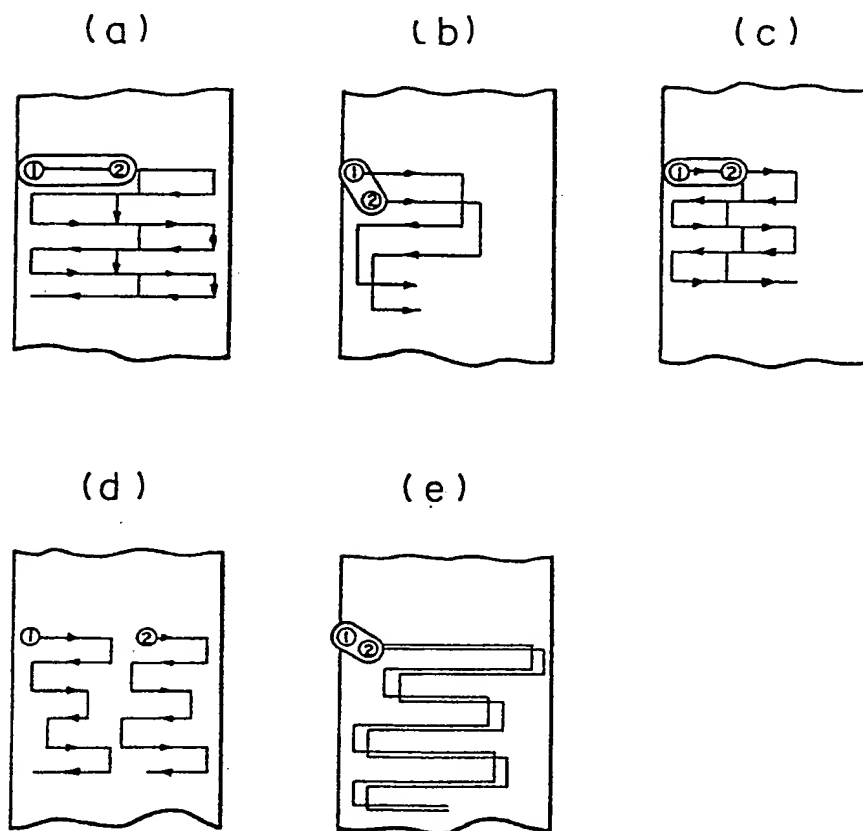 (a) (b) (c)
① ② ① ② ① ②
(d) (e)
① ② ① ②